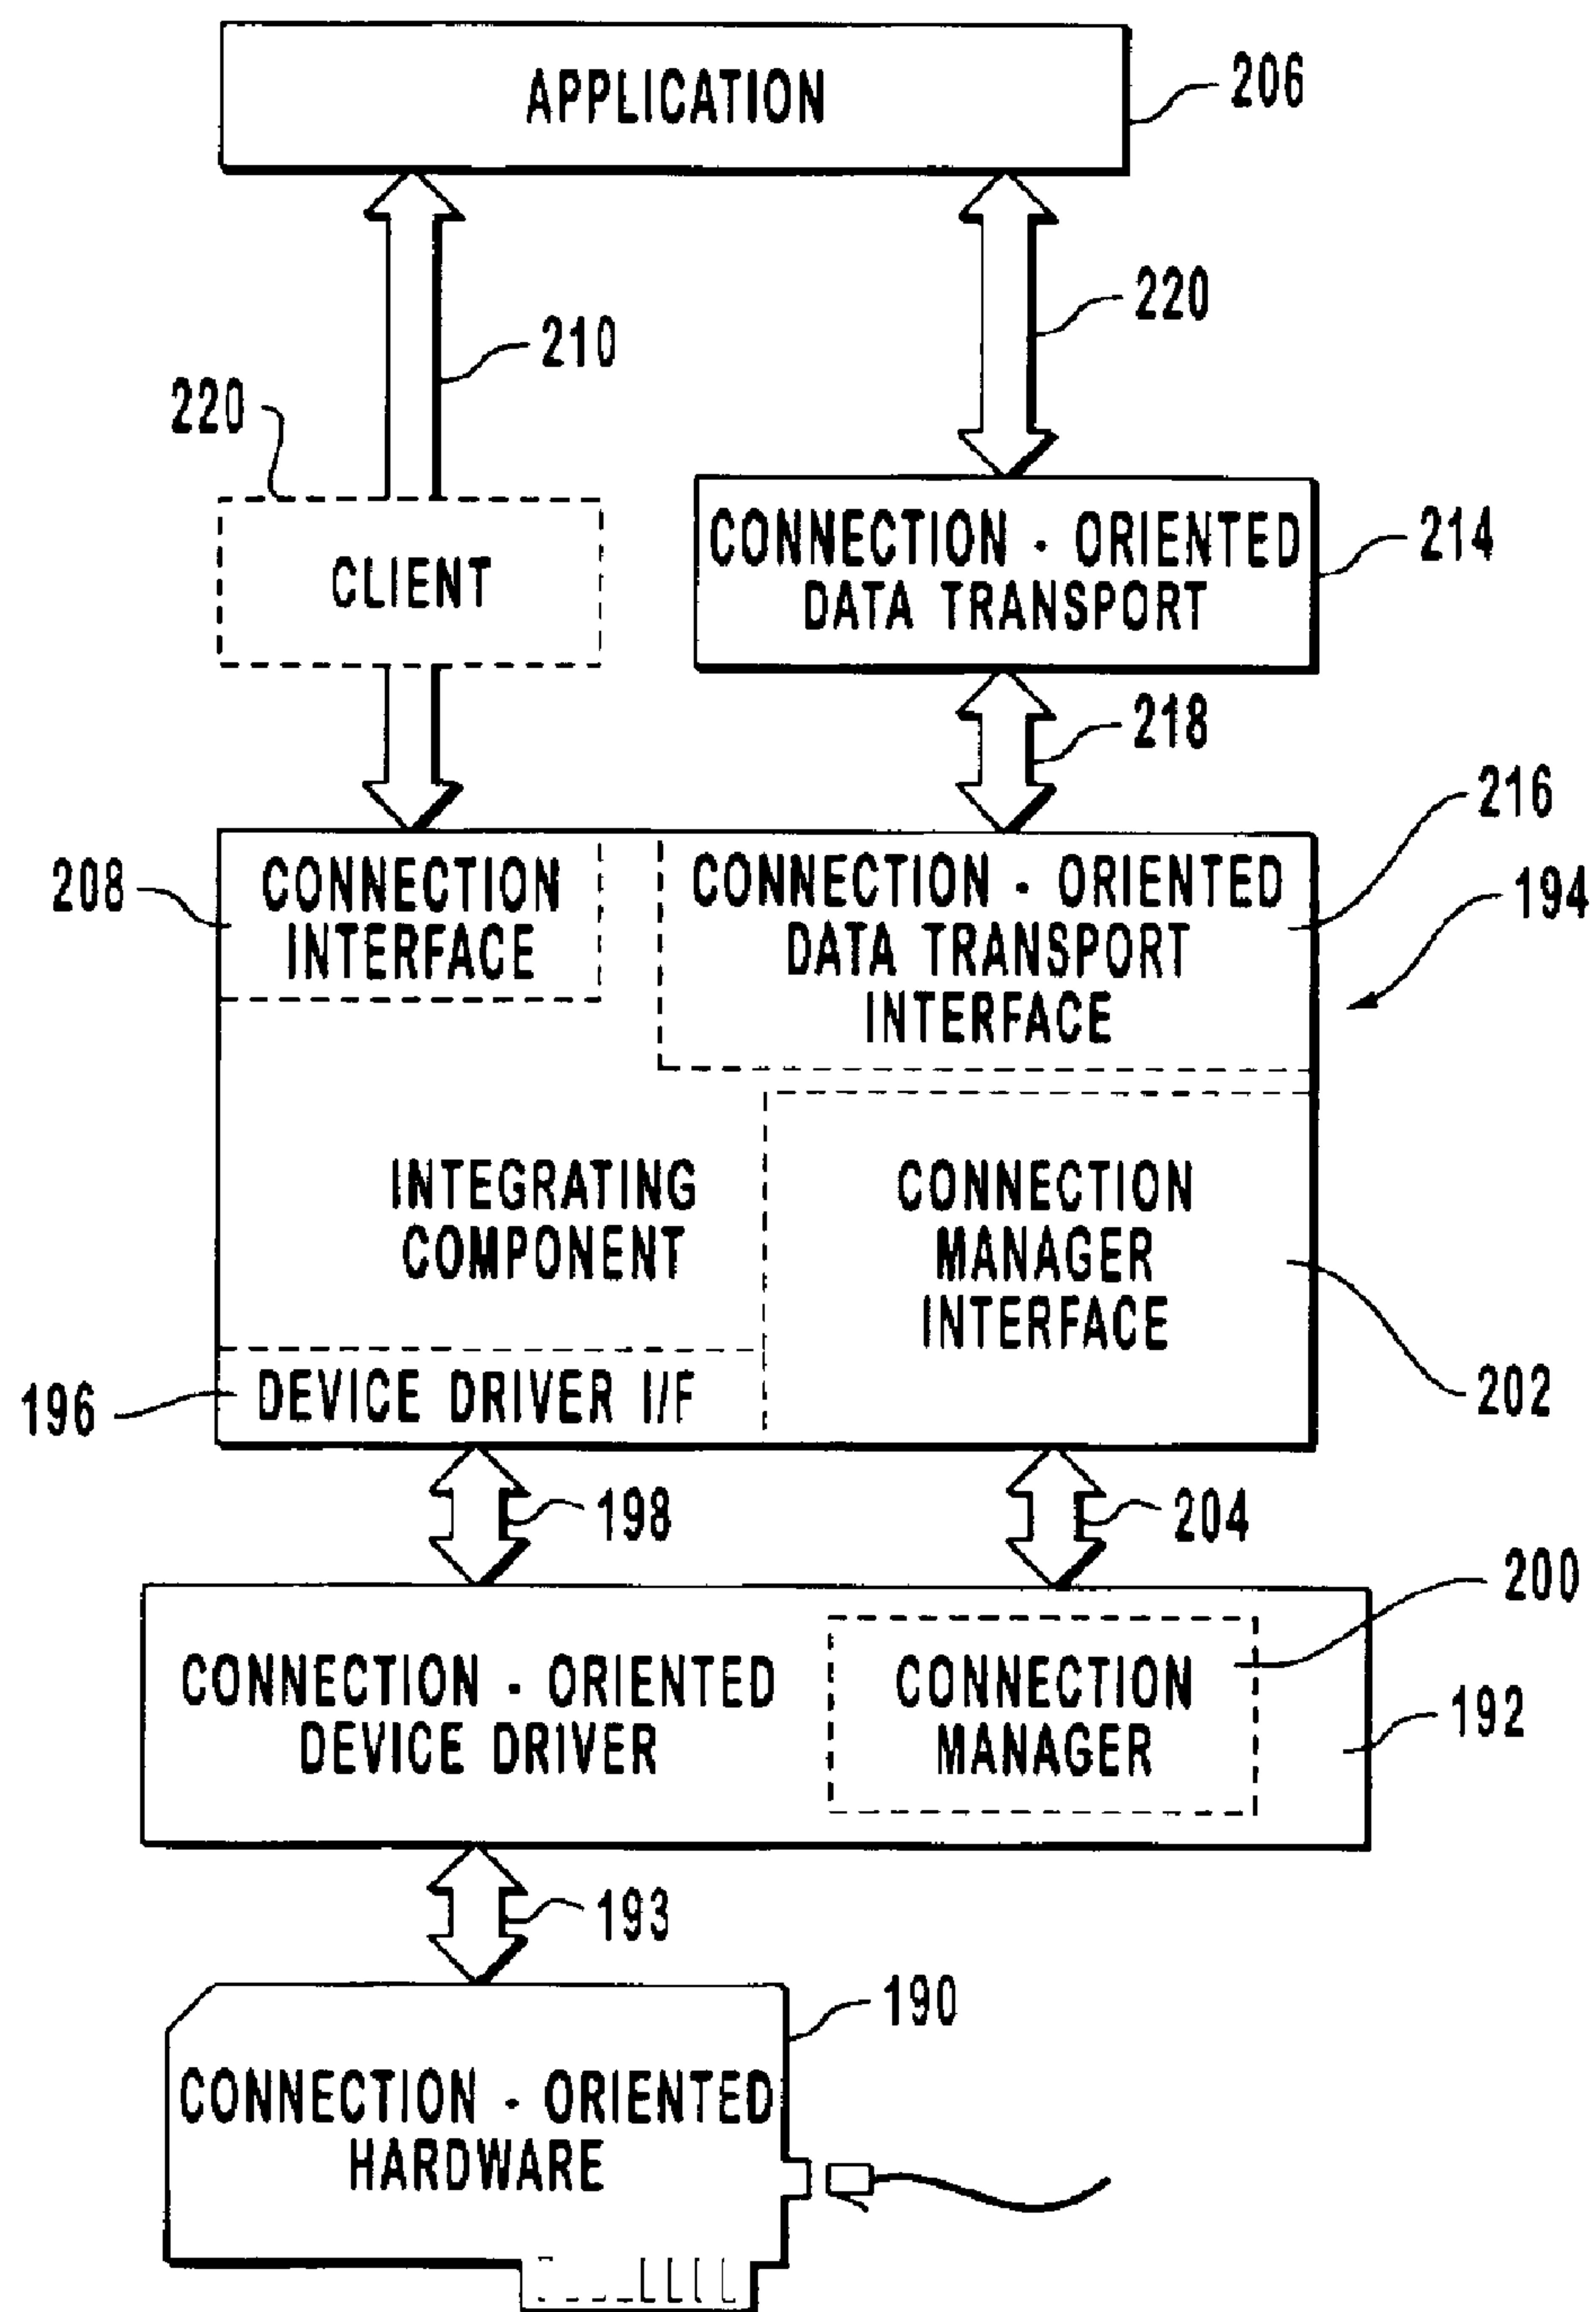 APPLICATION
206
210
220
220
CLIENT
CONNECTION - ORIENTED
DATA TRANSPORT
214
218
216
194
208
CONNECTION
INTERFACE
CONNECTION - ORIENTED
DATA TRANSPORT
INTERFACE
INTEGRATING
COMPONENT
CONNECTION
MANAGER
INTERFACE
202
196
DEVICE DRIVER I/F
198
204
200
CONNECTION - ORIENTED
DEVICE DRIVER
CONNECTION
MANAGER
192
193
190
CONNECTION - ORIENTED
HARDWARE